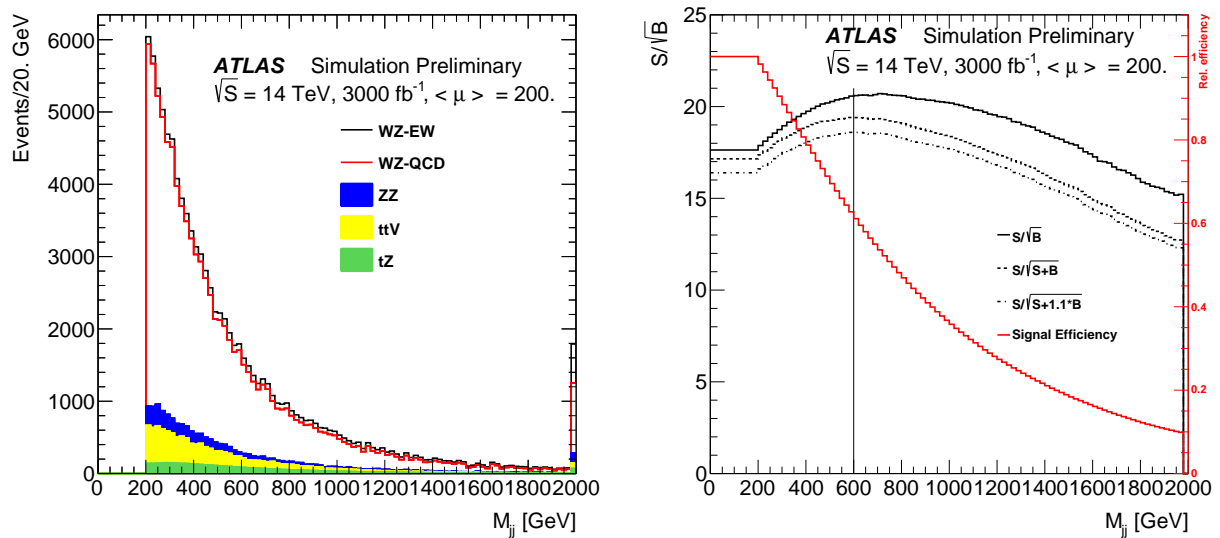 Events/20. GeV
6000
5000
4000
3000
2000
1000
0
ATLAS Simulation Preliminary
√S = 14 TeV, 3000 fb⁻¹, < μ > = 200.
WZ-EW
WZ-QCD
ZZ
ttV
tZ
0 200 400 600 800 1000 1200 1400 1600 1800 2000
M_jj [GeV]
S/√B
25
20
15
10
5
0
ATLAS Simulation Preliminary
√S = 14 TeV, 3000 fb⁻¹, < μ > = 200.
S/√B
S/√S+B
S/√S+1.1*B
Signal Efficiency
0 200 400 600 800 1000 1200 1400 1600 1800 2000
M_jj [GeV]
Rel. efficiency
1
0.8
0.6
0.4
0.2
0